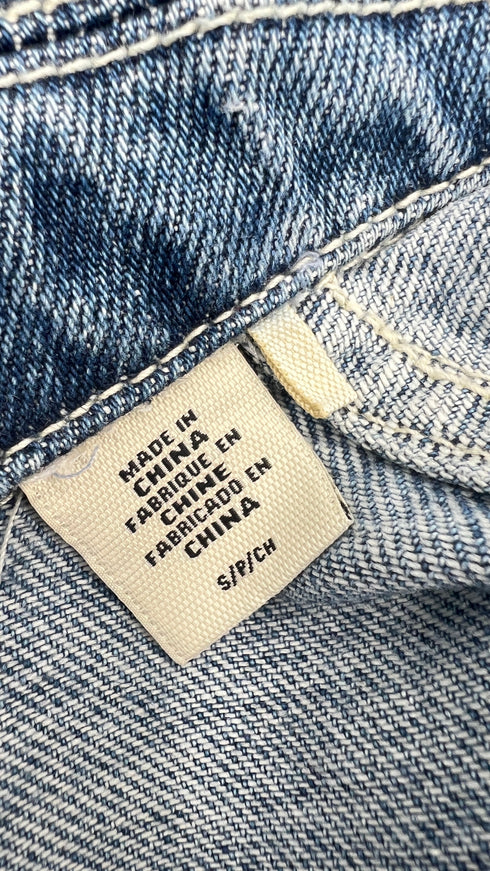 MADE IN
CHINA
FABRIQUE EN
CHINE
FABRICADO EN
CHINA
S/P/CH